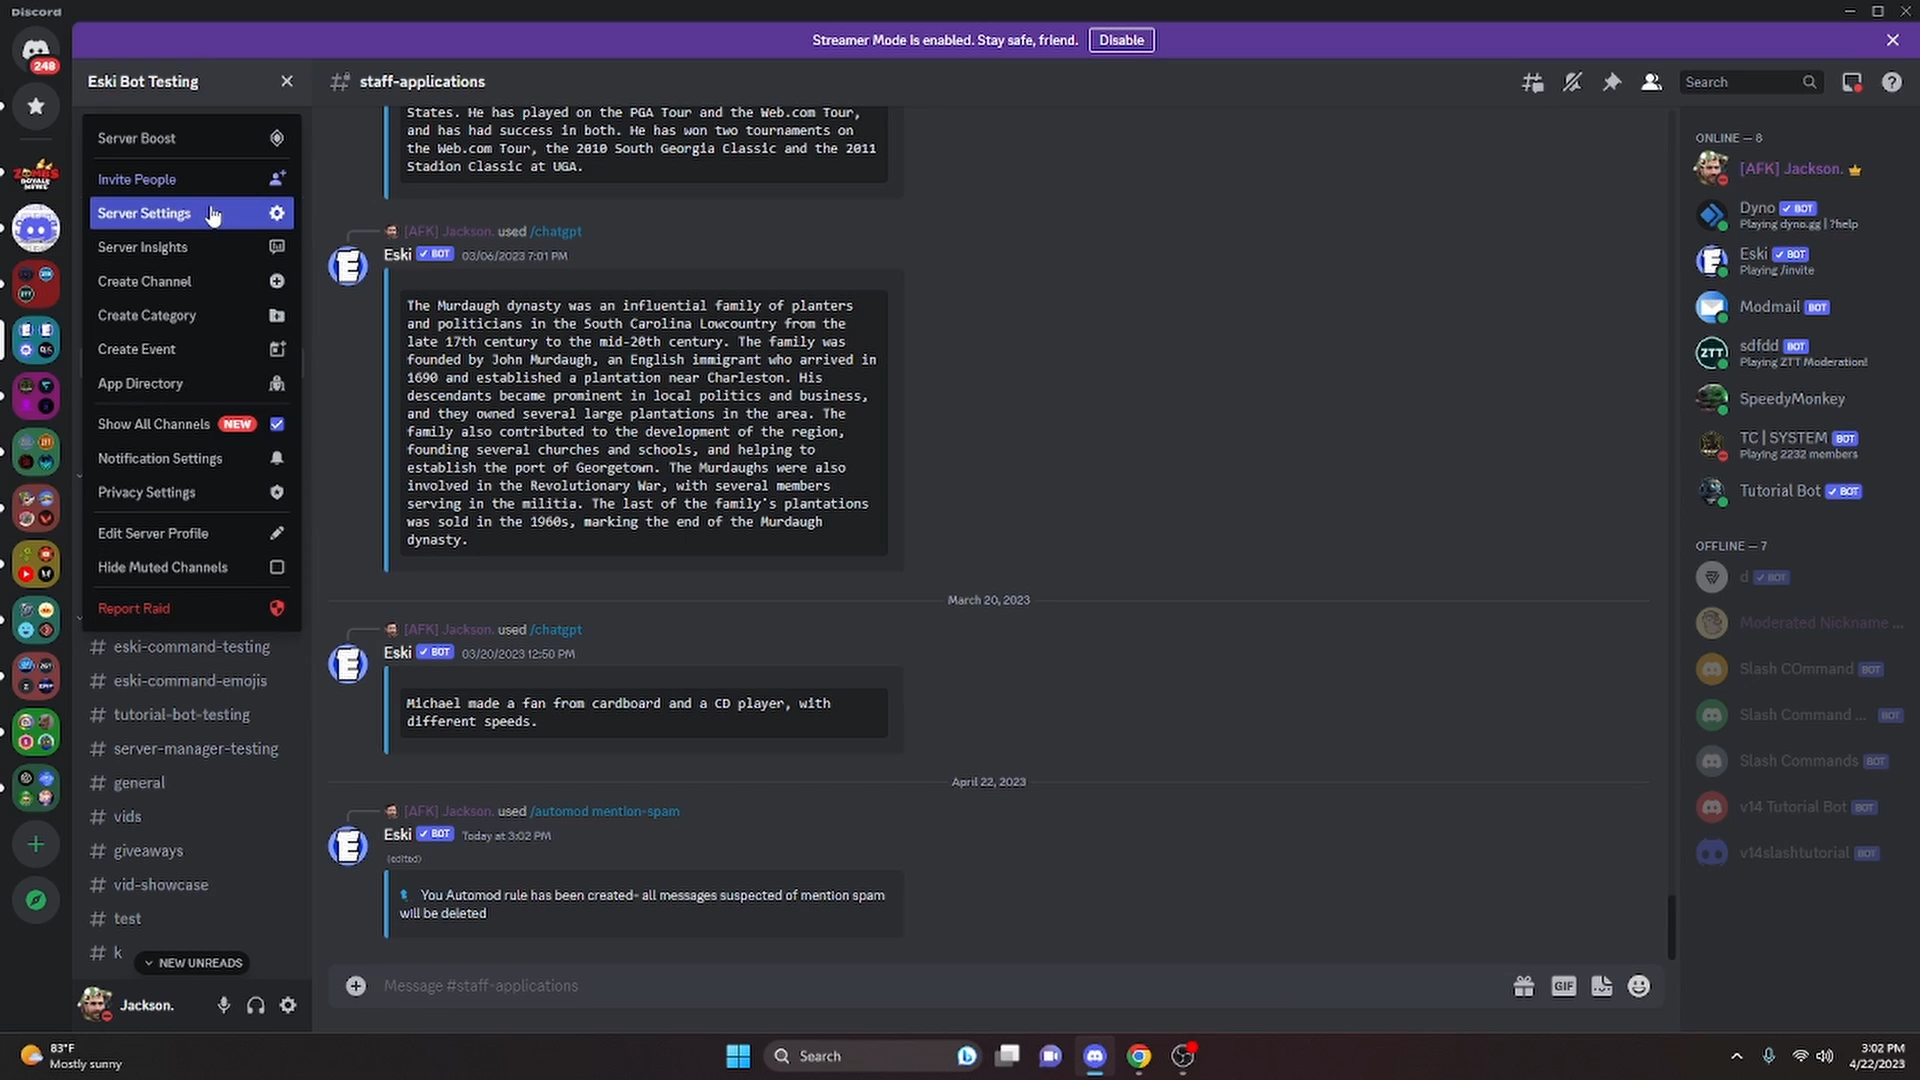 Discord
Streamer Mode is enabled. Stay safe, friend.
Disable
248
Eski Bot Testing
staff-applications
Search
Server Boost
Invite People
Server Settings
Server Insights
Create Channel
Create Category
Create Event
App Directory
Show All Channels NEW
Notification Settings
Privacy Settings
Edit Server Profile
Hide Muted Channels
Report Raid
eski-command-testing
eski-command-emojis
tutorial-bot-testing
server-manager-testing
general
vids
giveaways
vid-showcase
test
k
NEW UNREADS
Jackson.
States. He has played on the PGA Tour and the Web.com Tour,
and has had success in both. He has won two tournaments on
the Web.com Tour, the 2010 South Georgia Classic and the 2011
Stadion Classic at UGA.
[AFK] Jackson. used /chatgpt
Eski BOT 03/06/2023 7:01 PM
The Murdaugh dynasty was an influential family of planters
and politicians in the South Carolina Lowcountry from the
late 17th century to the mid-20th century. The family was
founded by John Murdaugh, an English immigrant who arrived in
1690 and established a plantation near Charleston. His
descendants became prominent in local politics and business,
and they owned several large plantations in the area. The
family also contributed to the development of the region,
founding several churches and schools, and helping to
establish the port of Georgetown. The Murdaughs were also
involved in the Revolutionary War, with several members
serving in the militia. The last of the family's plantations
was sold in the 1960s, marking the end of the Murdaugh
dynasty.
March 20, 2023
[AFK] Jackson. used /chatgpt
Eski BOT 03/20/2023 12:50 PM
Michael made a fan from cardboard and a CD player, with
different speeds.
April 22, 2023
[AFK] Jackson. used /automod mention-spam
Eski BOT Today at 3:02 PM
(edited)
You Automod rule has been created- all messages suspected of mention spam
will be deleted
Message #staff-applications
GIF
ONLINE — 8
[AFK] Jackson.
Dyno BOT
Playing dyno.gg | ?help
Eski BOT
Playing /invite
Modmail BOT
sdfdd BOT
Playing ZTT Moderation!
ZTT
SpeedyMonkey
TC | SYSTEM BOT
Playing 2232 members
Tutorial Bot BOT
OFFLINE — 7
d BOT
Moderated Nickname ...
Slash COmmand BOT
Slash Command ... BOT
Slash Commands BOT
v14 Tutorial Bot BOT
v14slashtutorial BOT
83°F
Mostly sunny
Search
3:02 PM
4/22/2023